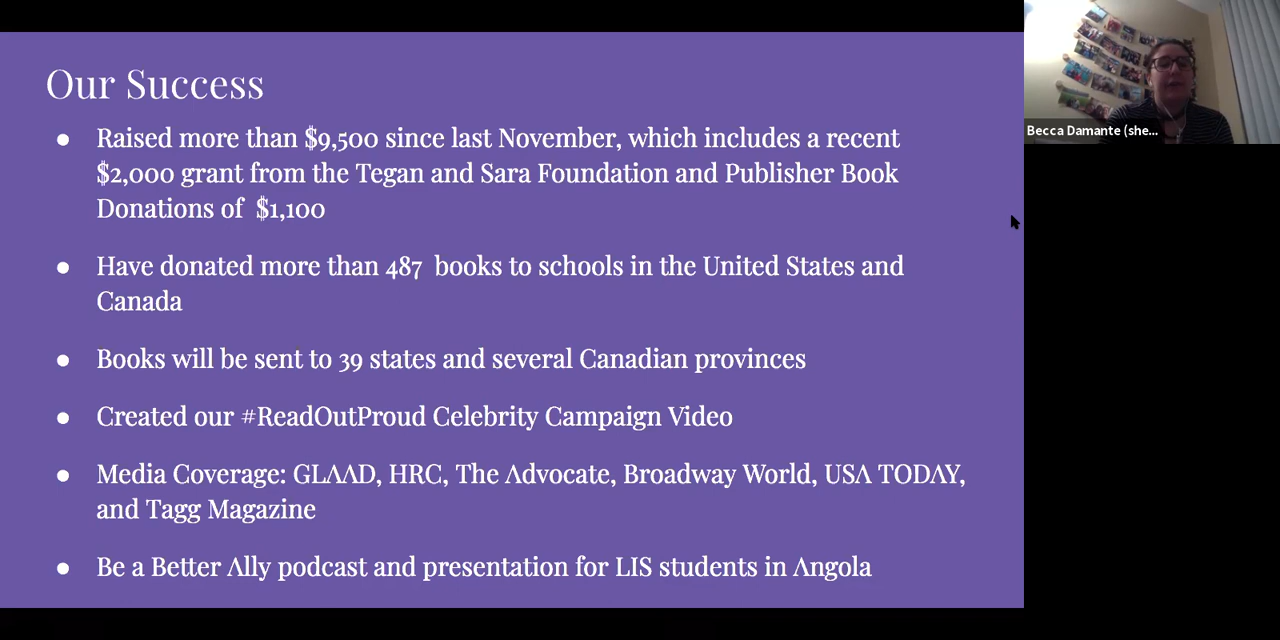 Our Success
● Raised more than $9,500 since last November, which includes a recent
$2,000 grant from the Tegan and Sara Foundation and Publisher Book
Donations of $1,100
● Have donated more than 487 books to schools in the United States and
Canada
● Books will be sent to 39 states and several Canadian provinces
● Created our #ReadOutProud Celebrity Campaign Video
● Media Coverage: GLAAD, HRC, The Advocate, Broadway World, USA TODAY,
and Tagg Magazine
● Be a Better Ally podcast and presentation for LIS students in Angola
Becca Damante (she...